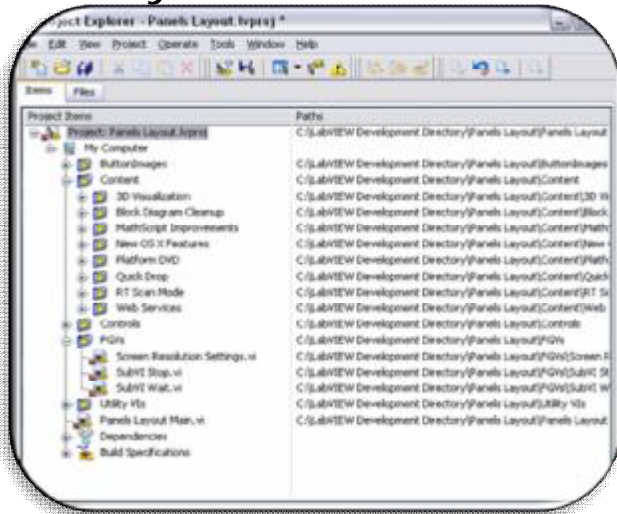 Project Explorer - Panels Layout.lvproj *
Edit View Project Operate Tools Window Help
Items Files
Project Items Paths
Project: Panels Layout.lvproj C:\LabVIEW Development Directory\Panels Layout\Panels Layout
My Computer
ButtonImages C:\LabVIEW Development Directory\Panels Layout\ButtonImages
Content C:\LabVIEW Development Directory\Panels Layout\Content
3D Visualization C:\LabVIEW Development Directory\Panels Layout\Content\3D
Block Diagram Cleanup C:\LabVIEW Development Directory\Panels Layout\Content\Block
MathScript Improvements C:\LabVIEW Development Directory\Panels Layout\Content\Math
New OS X Features C:\LabVIEW Development Directory\Panels Layout\Content\New
Platform DVD C:\LabVIEW Development Directory\Panels Layout\Content\Platf
Quick Drop C:\LabVIEW Development Directory\Panels Layout\Content\Quick
RT Scan Mode C:\LabVIEW Development Directory\Panels Layout\Content\RT
Web Services C:\LabVIEW Development Directory\Panels Layout\Content\Web
Controls C:\LabVIEW Development Directory\Panels Layout\Controls
FGVs C:\LabVIEW Development Directory\Panels Layout\FGVs
Screen Resolution Settings.vi C:\LabVIEW Development Directory\Panels Layout\FGVs\Screen
SubVI Stop.vi C:\LabVIEW Development Directory\Panels Layout\FGVs\SubVI
SubVI Wait.vi C:\LabVIEW Development Directory\Panels Layout\FGVs\SubVI
Utility VIs C:\LabVIEW Development Directory\Panels Layout\Utility VIs
Panels Layout Main.vi C:\LabVIEW Development Directory\Panels Layout\Panels Layout
Dependencies
Build Specifications